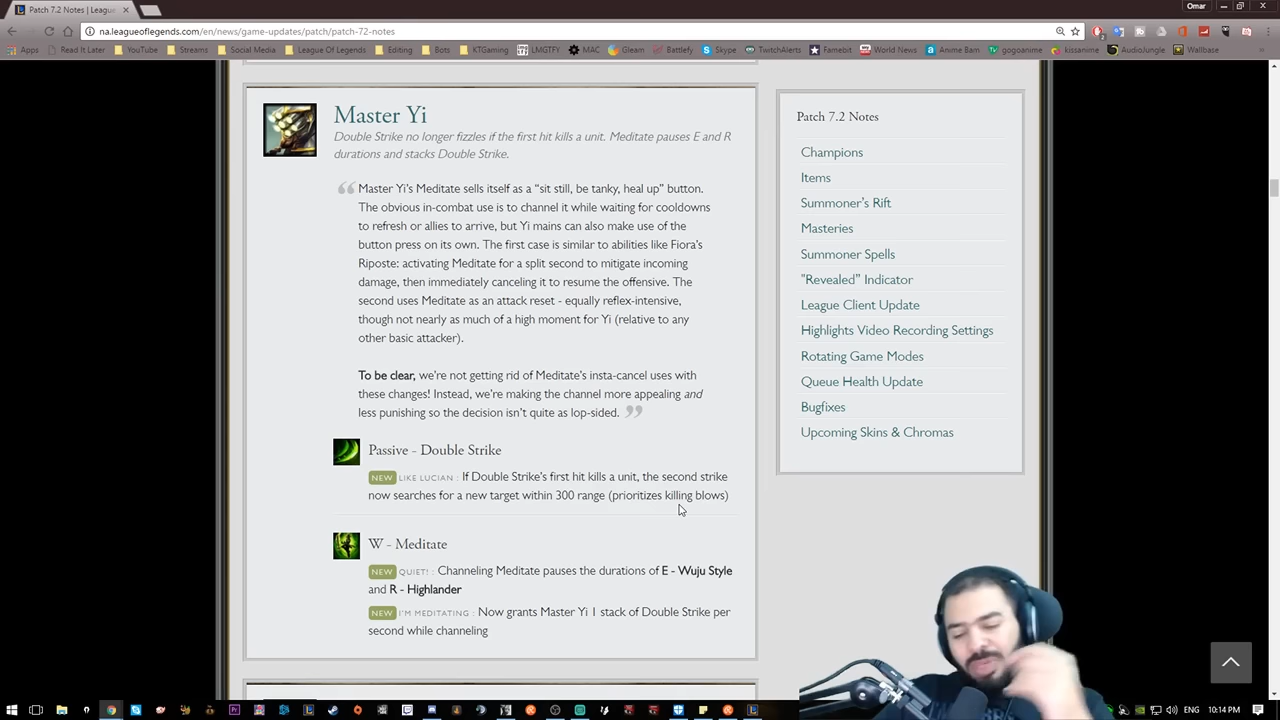 Patch 7.2 Notes | Leagu
Omar
na.leagueoflegends.com/en/news/game-updates/patch/patch-72-notes
Apps Read It Later YouTube Streams Social Media League Of Legends Editing Bots KTGaming LMGTFY MAC Gleam Battlefy Skype TwitchAlerts Famebit World News Anime Bam gogoanime kissanime AudioJungle Wallbase
Master Yi
Double Strike no longer fizzles if the first hit kills a unit. Meditate pauses E and R
durations and stacks Double Strike.
Master Yi's Meditate sells itself as a "sit still, be tanky, heal up" button.
The obvious in-combat use is to channel it while waiting for cooldowns
to refresh or allies to arrive, but Yi mains can also make use of the
button press on its own. The first case is similar to abilities like Fiora's
Riposte: activating Meditate for a split second to mitigate incoming
damage, then immediately canceling it to resume the offensive. The
second uses Meditate as an attack reset - equally reflex-intensive,
though not nearly as much of a high moment for Yi (relative to any
other basic attacker).
To be clear, we're not getting rid of Meditate's insta-cancel uses with
these changes! Instead, we're making the channel more appealing and
less punishing so the decision isn't quite as lop-sided.
Passive - Double Strike
NEW LIKE LUCIAN : If Double Strike's first hit kills a unit, the second strike
now searches for a new target within 300 range (prioritizes killing blows)
W - Meditate
NEW QUIET! : Channeling Meditate pauses the durations of E - Wuju Style
and R - Highlander
NEW I'M MEDITATING : Now grants Master Yi 1 stack of Double Strike per
second while channeling
Patch 7.2 Notes
Champions
Items
Summoner's Rift
Masteries
Summoner Spells
"Revealed" Indicator
League Client Update
Highlights Video Recording Settings
Rotating Game Modes
Queue Health Update
Bugfixes
Upcoming Skins & Chromas
ENG 10:14 PM